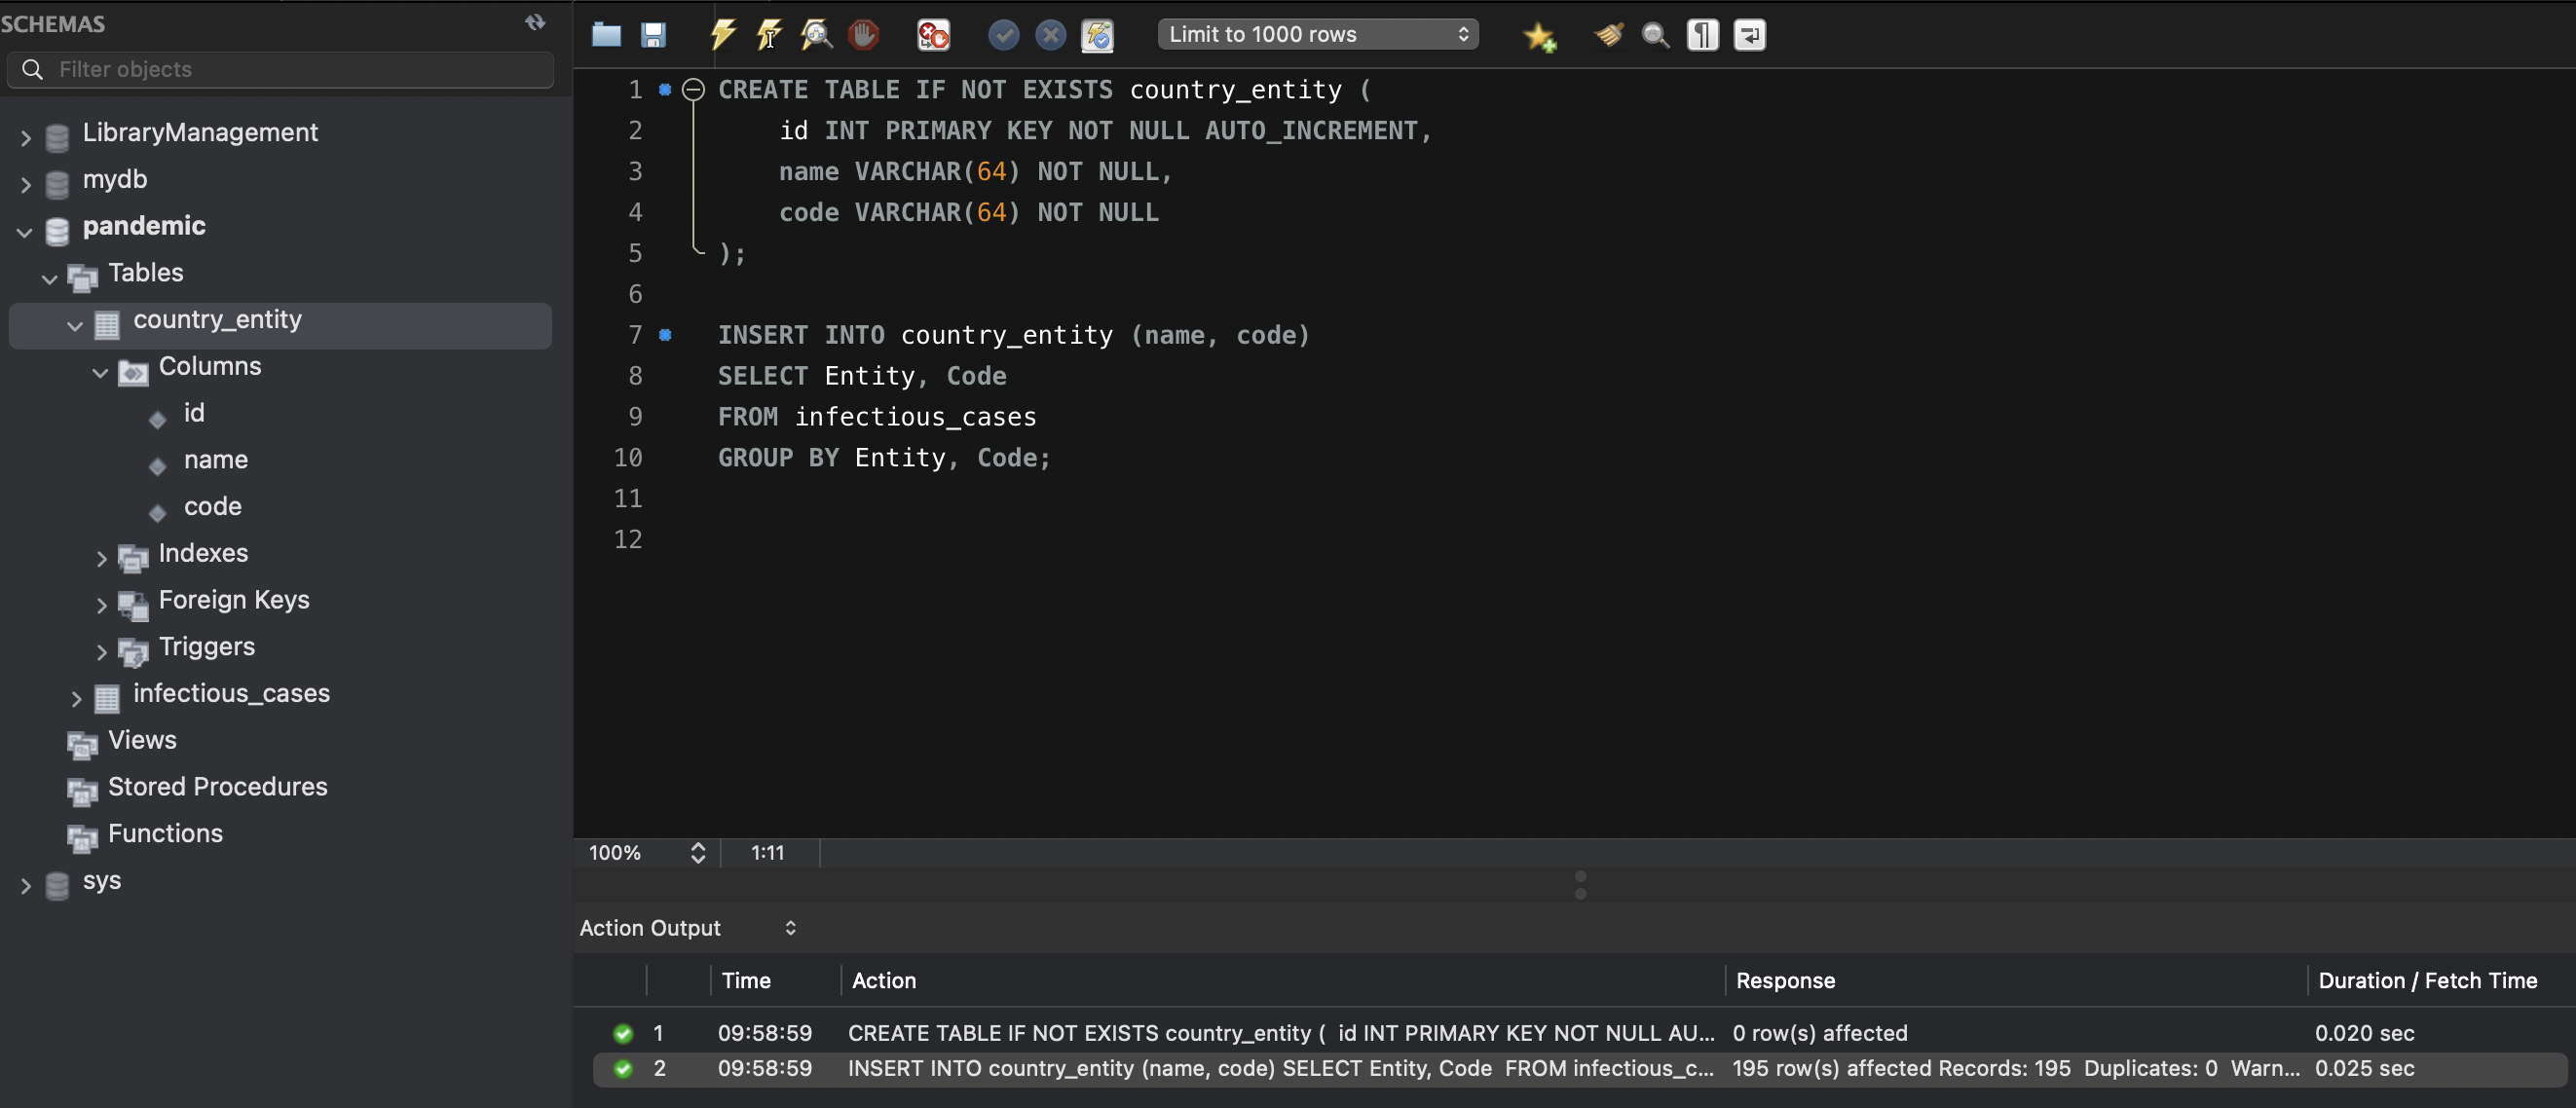 SCHEMAS
Filter objects
LibraryManagement
mydb
pandemic
Tables
country_entity
Columns
id
name
code
Indexes
Foreign Keys
Triggers
infectious_cases
Views
Stored Procedures
Functions
sys
Limit to 1000 rows
1 CREATE TABLE IF NOT EXISTS country_entity (
2 id INT PRIMARY KEY NOT NULL AUTO_INCREMENT,
3 name VARCHAR(64) NOT NULL,
4 code VARCHAR(64) NOT NULL
5 );
6
7 INSERT INTO country_entity (name, code)
8 SELECT Entity, Code
9 FROM infectious_cases
10 GROUP BY Entity, Code;
11
12
100% 1:11
Action Output
Time Action Response Duration / Fetch Time
1 09:58:59 CREATE TABLE IF NOT EXISTS country_entity ( id INT PRIMARY KEY NOT NULL AU... 0 row(s) affected 0.020 sec
2 09:58:59 INSERT INTO country_entity (name, code) SELECT Entity, Code FROM infectious_c... 195 row(s) affected Records: 195 Duplicates: 0 Warn... 0.025 sec